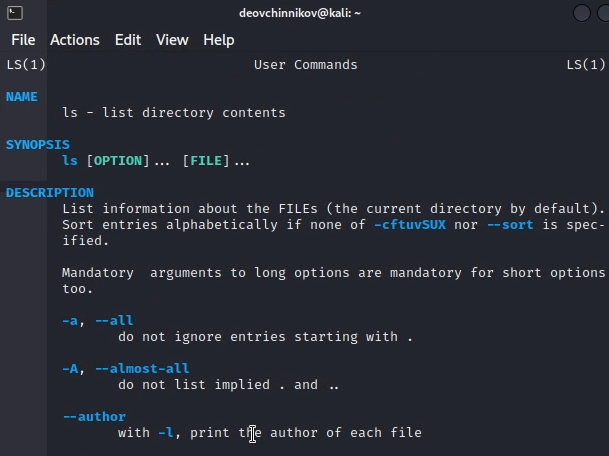 deovchinnikov@kali: ~
File Actions Edit View Help
LS(1) User Commands LS(1)
NAME
ls - list directory contents
SYNOPSIS
ls [OPTION]... [FILE]...
DESCRIPTION
List information about the FILEs (the current directory by default).
Sort entries alphabetically if none of -cftuvSUX nor --sort is spec-
ified.
Mandatory arguments to long options are mandatory for short options
too.
-a, --all
do not ignore entries starting with .
-A, --almost-all
do not list implied . and ..
--author
with -l, print the author of each file